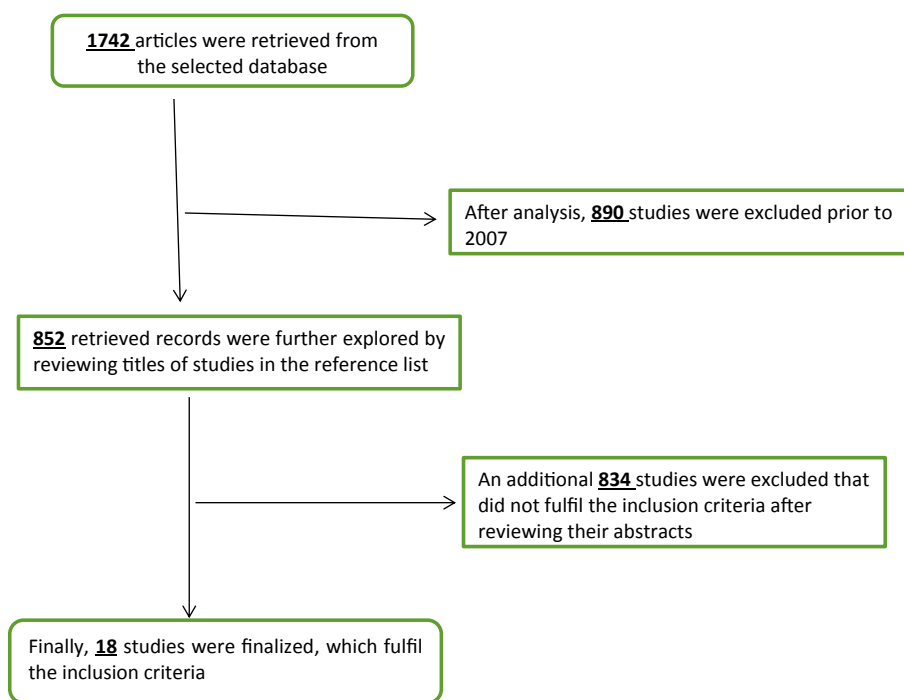 1742 articles were retrieved from
the selected database
After analysis, 890 studies were excluded prior to
2007
852 retrieved records were further explored by
reviewing titles of studies in the reference list
An additional 834 studies were excluded that
did not fulfil the inclusion criteria after
reviewing their abstracts
Finally, 18 studies were finalized, which fulfil
the inclusion criteria